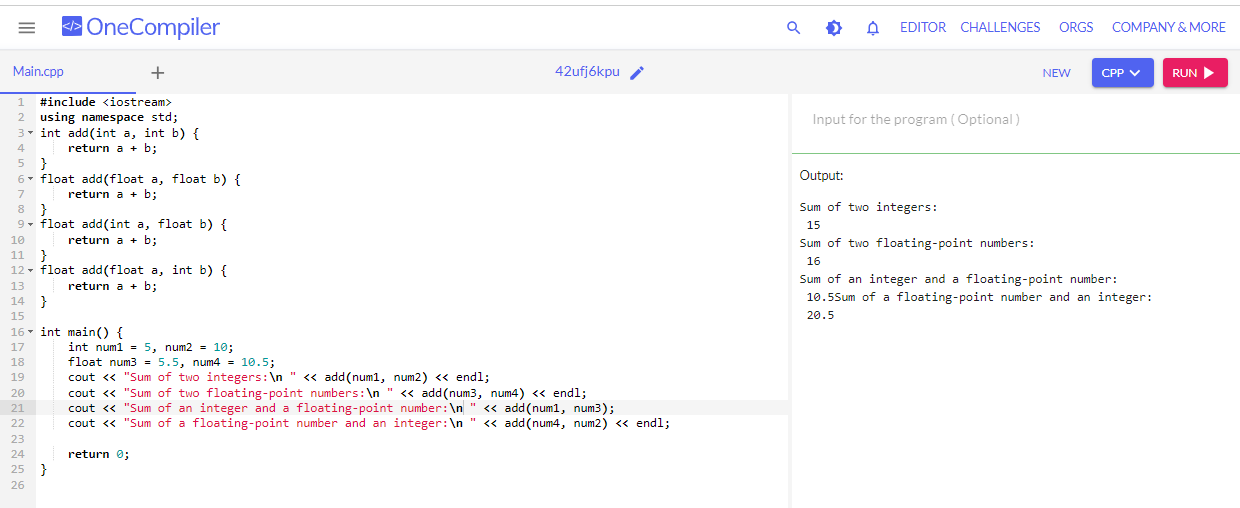 </> OneCompiler EDITOR CHALLENGES ORGS COMPANY & MORE
Main.cpp + 42ufj6kpu NEW CPP RUN
1 #include <iostream>
2 using namespace std;
3 int add(int a, int b) {
4     return a + b;
5 }
6 float add(float a, float b) {
7     return a + b;
8 }
9 float add(int a, float b) {
10     return a + b;
11 }
12 float add(float a, int b) {
13     return a + b;
14 }
15
16 int main() {
17     int num1 = 5, num2 = 10;
18     float num3 = 5.5, num4 = 10.5;
19     cout << "Sum of two integers:\n " << add(num1, num2) << endl;
20     cout << "Sum of two floating-point numbers:\n " << add(num3, num4) << endl;
21     cout << "Sum of an integer and a floating-point number:\n " << add(num1, num3);
22     cout << "Sum of a floating-point number and an integer:\n " << add(num4, num2) << endl;
23
24     return 0;
25 }
26
Input for the program ( Optional )
Output:
Sum of two integers:
 15
Sum of two floating-point numbers:
 16
Sum of an integer and a floating-point number:
 10.5Sum of a floating-point number and an integer:
 20.5